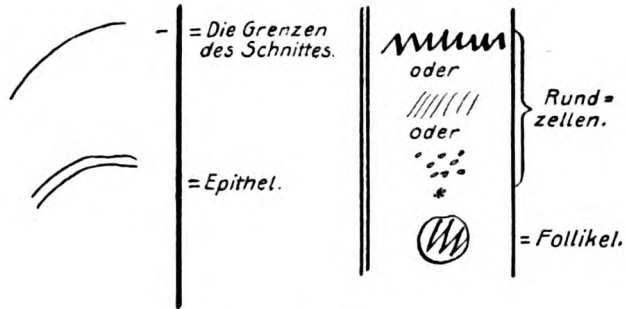 = Die Grenzen
des Schnittes.
= Epithel.
oder
oder
*
Rund=
zellen.
= Follikel.